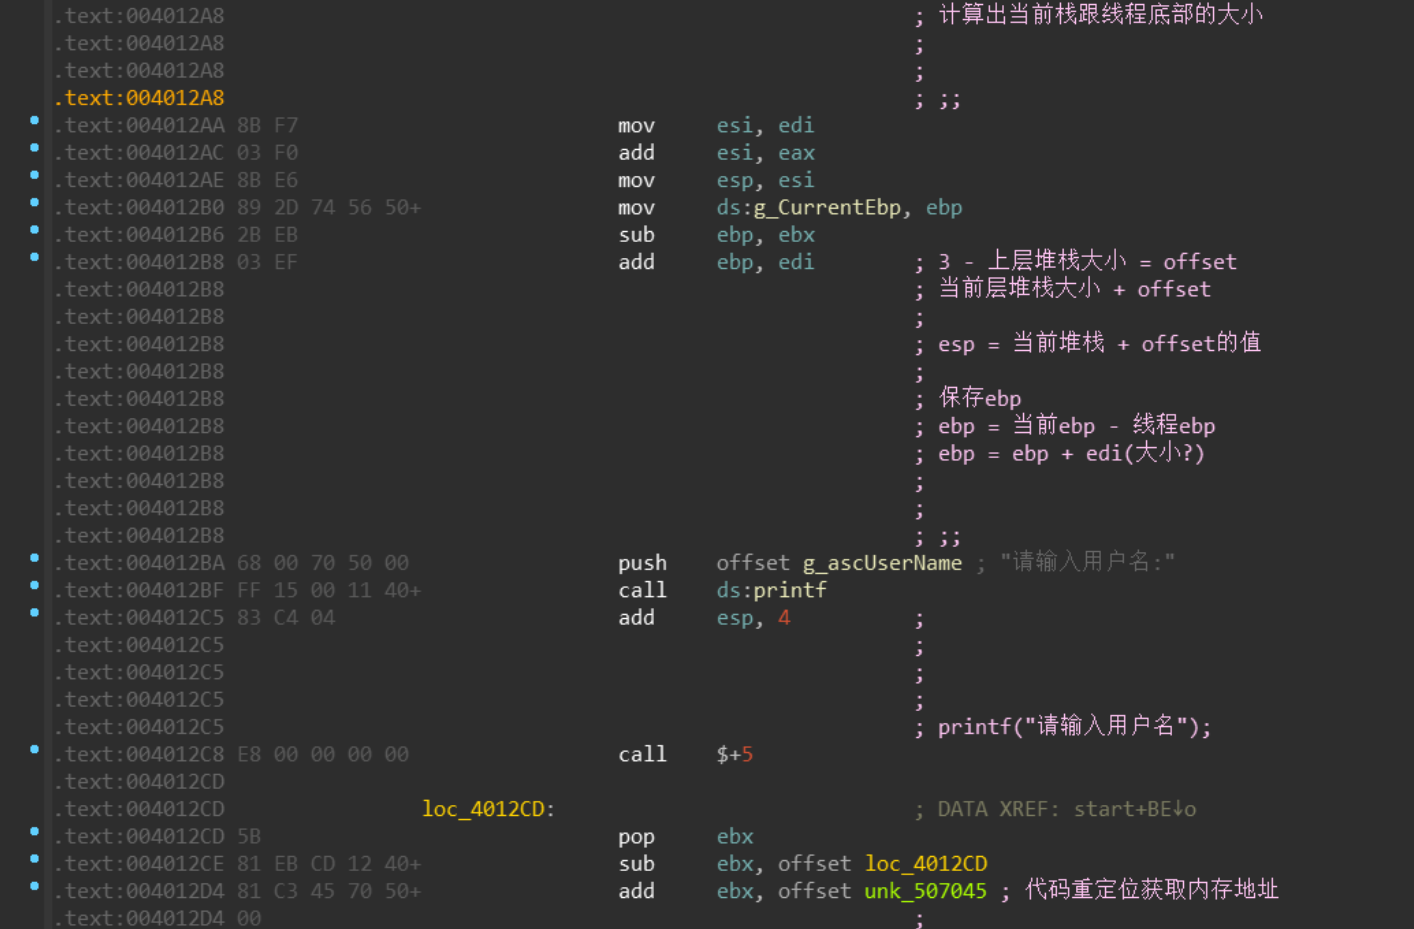 .text:004012A8 ; 计算出当前栈跟线程底部的大小
.text:004012A8 ;
.text:004012A8 ;
.text:004012A8 ; ;;
.text:004012AA 8B F7 mov esi, edi
.text:004012AC 03 F0 add esi, eax
.text:004012AE 8B E6 mov esp, esi
.text:004012B0 89 2D 74 56 50+ mov ds:g_CurrentEbp, ebp
.text:004012B6 2B EB sub ebp, ebx
.text:004012B8 03 EF add ebp, edi ; 3 - 上层堆栈大小 = offset
.text:004012B8 ; 当前层堆栈大小 + offset
.text:004012B8 ;
.text:004012B8 ; esp = 当前堆栈 + offset的值
.text:004012B8 ;
.text:004012B8 ; 保存ebp
.text:004012B8 ; ebp = 当前ebp - 线程ebp
.text:004012B8 ; ebp = ebp + edi(大小?)
.text:004012B8 ;
.text:004012B8 ;
.text:004012B8 ; ;;
.text:004012BA 68 00 70 50 00 push offset g_ascUserName ; "请输入用户名:"
.text:004012BF FF 15 00 11 40+ call ds:printf
.text:004012C5 83 C4 04 add esp, 4 ;
.text:004012C5 ;
.text:004012C5 ;
.text:004012C5 ;
.text:004012C5 ; printf("请输入用户名");
.text:004012C8 E8 00 00 00 00 call $+5
.text:004012CD
.text:004012CD loc_4012CD: ; DATA XREF: start+BE↓o
.text:004012CD 5B pop ebx
.text:004012CE 81 EB CD 12 40+ sub ebx, offset loc_4012CD
.text:004012D4 81 C3 45 70 50+ add ebx, offset unk_507045 ; 代码重定位获取内存地址
.text:004012D4 00 ;